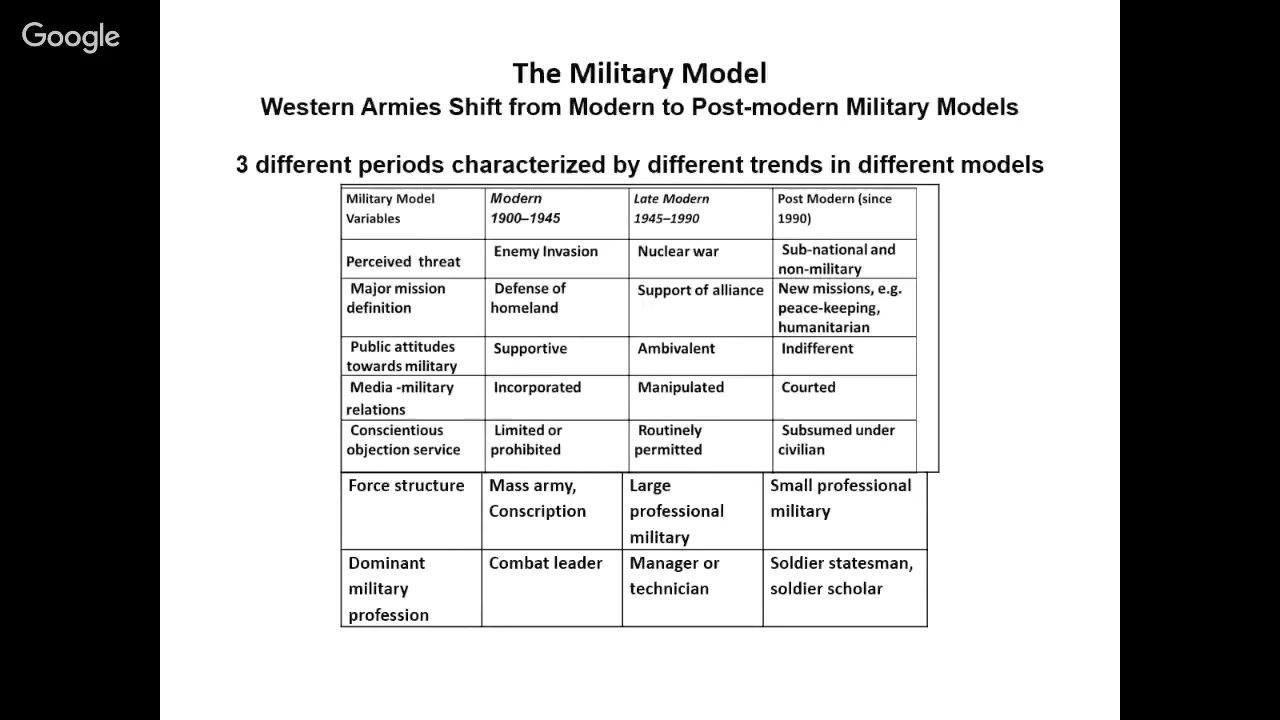 Google
The Military Model
Western Armies Shift from Modern to Post-modern Military Models
3 different periods characterized by different trends in different models
Military Model
Variables
Modern
1900–1945
Late Modern
1945–1990
Post Modern (since
1990)
Perceived threat
Enemy Invasion
Nuclear war
Sub-national and
non-military
Major mission
definition
Defense of
homeland
Support of alliance
New missions, e.g.
peace-keeping,
humanitarian
Public attitudes
towards military
Supportive
Ambivalent
Indifferent
Media -military
relations
Incorporated
Manipulated
Courted
Conscientious
objection service
Limited or
prohibited
Routinely
permitted
Subsumed under
civilian
Force structure
Mass army,
Conscription
Large
professional
military
Small professional
military
Dominant
military
profession
Combat leader
Manager or
technician
Soldier statesman,
soldier scholar